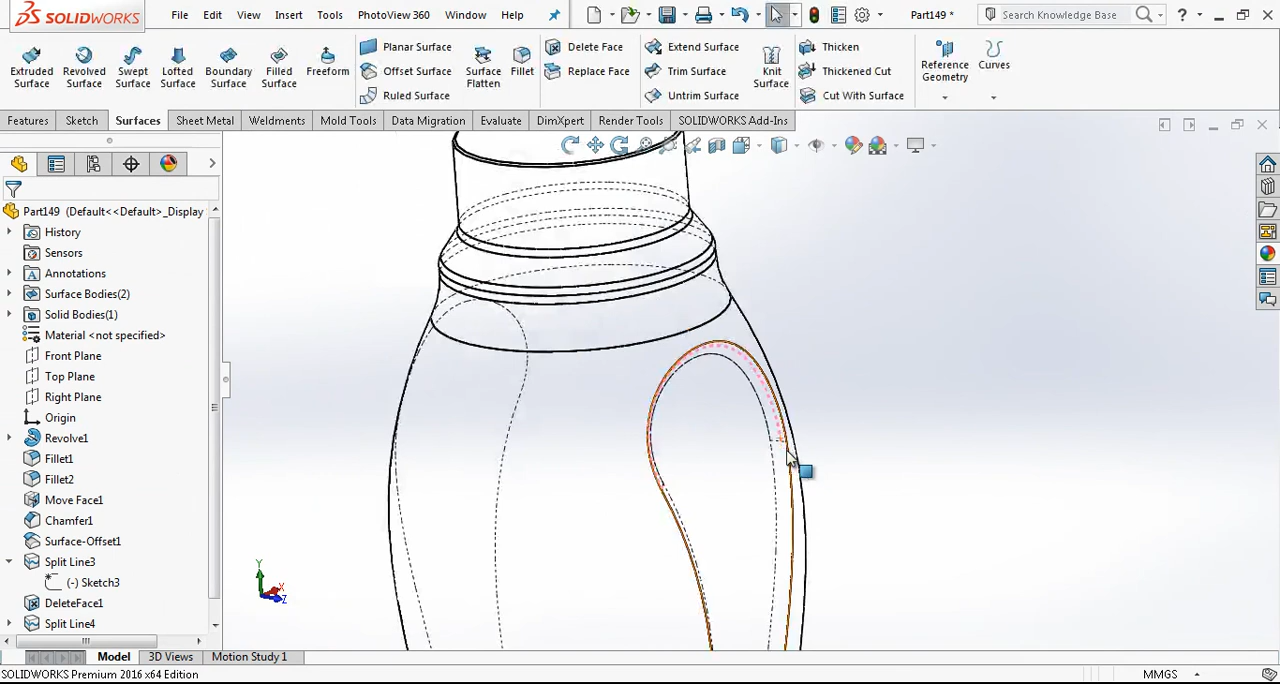 SOLIDWORKS File Edit View Insert Tools PhotoView 360 Window Help Part149 * Search Knowledge Base ?
Extruded Surface Revolved Surface Swept Surface Lofted Surface Boundary Surface Filled Surface Freeform Planar Surface Offset Surface Ruled Surface Surface Flatten Fillet Delete Face Replace Face Extend Surface Trim Surface Untrim Surface Knit Surface Thicken Thickened Cut Cut With Surface Reference Geometry Curves
Features Sketch Surfaces Sheet Metal Weldments Mold Tools Data Migration Evaluate DimXpert Render Tools SOLIDWORKS Add-Ins
Part149 (Default<<Default>_Display
History
Sensors
Annotations
Surface Bodies(2)
Solid Bodies(1)
Material <not specified>
Front Plane
Top Plane
Right Plane
Origin
Revolve1
Fillet1
Fillet2
Move Face1
Chamfer1
Surface-Offset1
Split Line3
(-) Sketch3
DeleteFace1
Split Line4
Y
X
Z
Model 3D Views Motion Study 1
SOLIDWORKS Premium 2016 x64 Edition MMGS